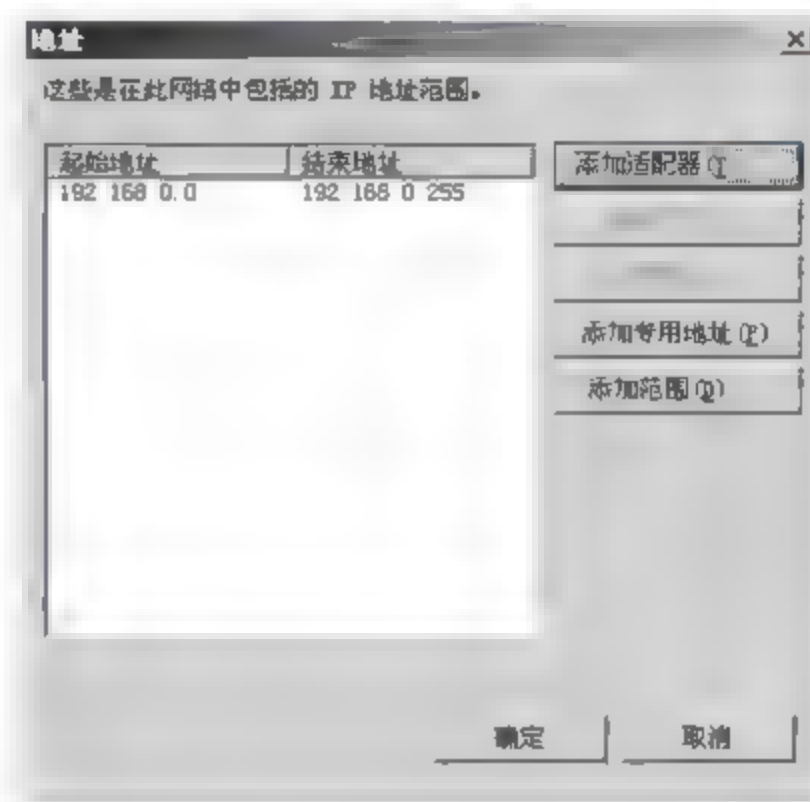 地址
这些是在此网络中包括的 IP 地址范围。
起始地址 结束地址
192 168 0.0 192 168 0 255
添加适配器(
添加专用地址(P)
添加范围(D)
确定 取消